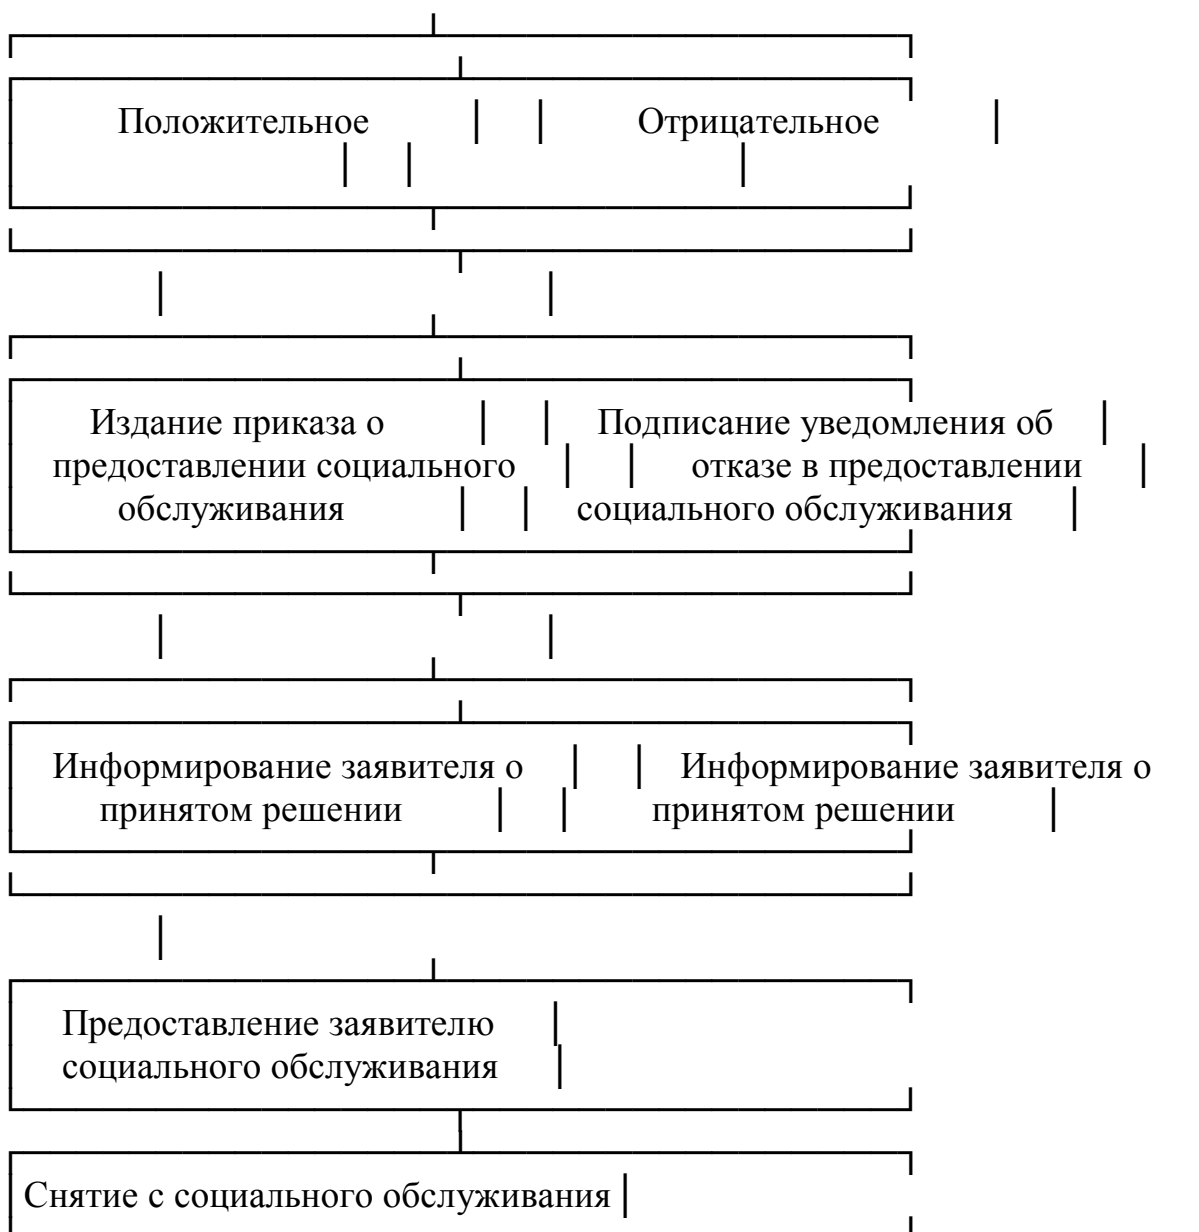 Положительное Отрицательное
Издание приказа о Подписание уведомления об
предоставлении социального отказе в предоставлении
обслуживания социального обслуживания
Информирование заявителя о Информирование заявителя о
принятом решении принятом решении
Предоставление заявителю
социального обслуживания
Снятие с социального обслуживания